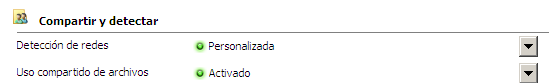 Compartir y detectar
Detección de redes Personalizada
Uso compartido de archivos Activado